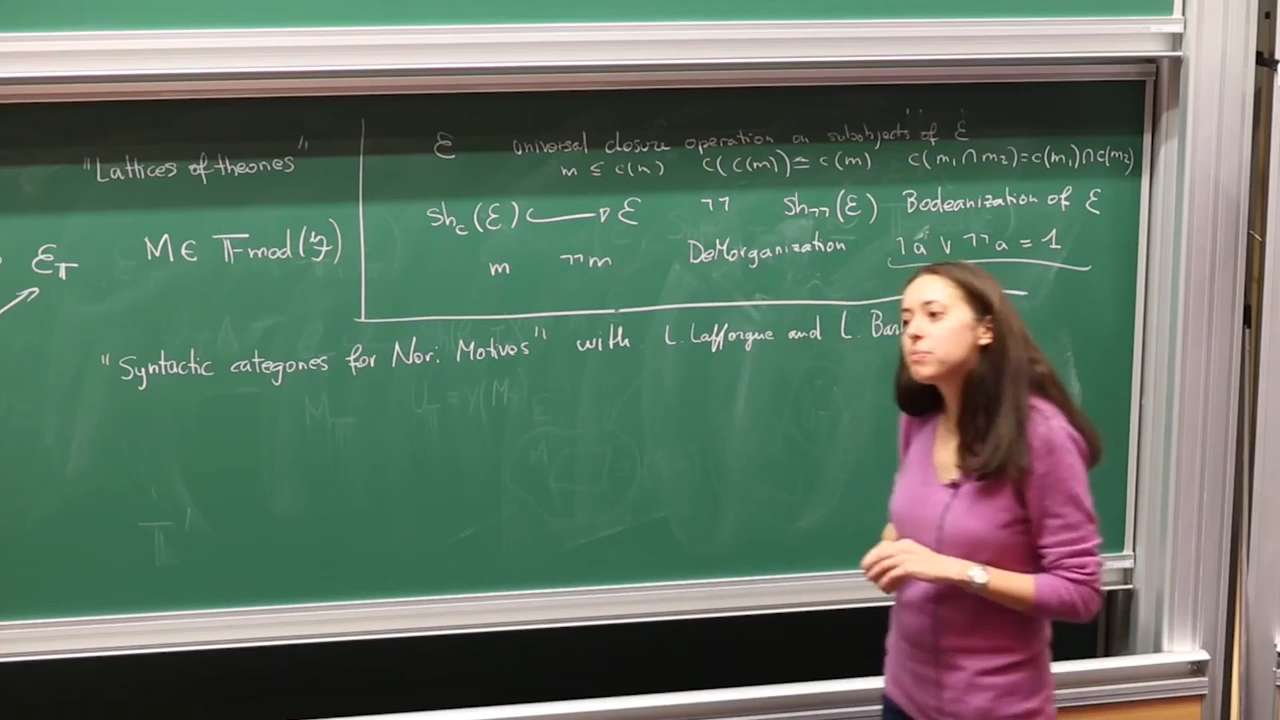 "Lattices of theories"
ℰ_𝕋 M ∈ 𝕋-mod(𝒢)
ℰ universal closure operation on subobjects of ℰ
m ≤ c(m) c(c(m)) ≅ c(m) c(m₁ ∩ m₂) = c(m₁) ∩ c(m₂)
sh_c(ℰ) ↪ ℰ ¬¬ sh_¬¬(ℰ) Booleanization of ℰ
m ¬¬m DeMorganization ¬a ∨ ¬¬a = 1
"Syntactic categories for Nori Motives" with L. Lafforgue and L.